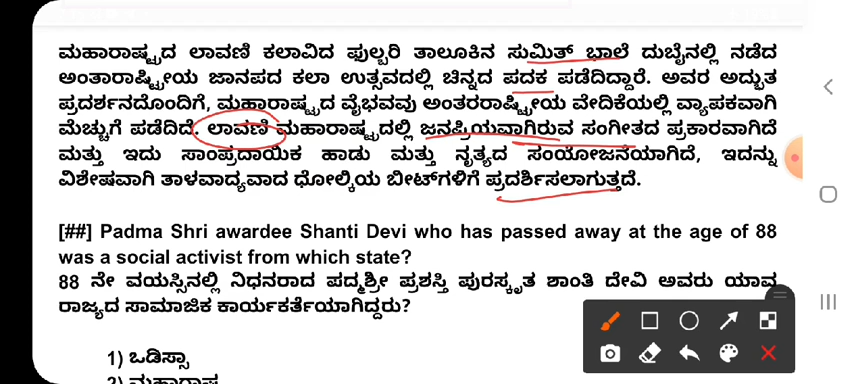 ಮಹಾರಾಷ್ಟ್ರದ ಲಾವಣಿ ಕಲಾವಿದ ಫುಲ್ಬರಿ ತಾಲೂಕಿನ ಸುಮಿತ್ ಭಾಲೆ ದುಬೈನಲ್ಲಿ ನಡೆದ
ಅಂತಾರಾಷ್ಟ್ರೀಯ ಜಾನಪದ ಕಲಾ ಉತ್ಸವದಲ್ಲಿ ಚಿನ್ನದ ಪದಕ ಪಡೆದಿದ್ದಾರೆ. ಅವರ ಅದ್ಭುತ
ಪ್ರದರ್ಶನದೊಂದಿಗೆ, ಮಹಾರಾಷ್ಟ್ರದ ವೈಭವವು ಅಂತರರಾಷ್ಟ್ರೀಯ ವೇದಿಕೆಯಲ್ಲಿ ವ್ಯಾಪಕವಾಗಿ
ಮೆಚ್ಚುಗೆ ಪಡೆದಿದೆ. ಲಾವಣಿ ಮಹಾರಾಷ್ಟ್ರದಲ್ಲಿ ಜನಪ್ರಿಯವಾಗಿರುವ ಸಂಗೀತದ ಪ್ರಕಾರವಾಗಿದೆ
ಮತ್ತು ಇದು ಸಾಂಪ್ರದಾಯಿಕ ಹಾಡು ಮತ್ತು ನೃತ್ಯದ ಸಂಯೋಜನೆಯಾಗಿದೆ, ಇದನ್ನು
ವಿಶೇಷವಾಗಿ ತಾಳವಾದ್ಯವಾದ ಧೋಲ್ಕಿಯ ಬೀಟ್‌ಗಳಿಗೆ ಪ್ರದರ್ಶಿಸಲಾಗುತ್ತದೆ.
[##] Padma Shri awardee Shanti Devi who has passed away at the age of 88
was a social activist from which state?
88 ನೇ ವಯಸ್ಸಿನಲ್ಲಿ ನಿಧನರಾದ ಪದ್ಮಶ್ರೀ ಪ್ರಶಸ್ತಿ ಪುರಸ್ಕೃತ ಶಾಂತಿ ದೇವಿ ಅವರು ಯಾವ
ರಾಜ್ಯದ ಸಾಮಾಜಿಕ ಕಾರ್ಯಕರ್ತೆಯಾಗಿದ್ದರು?
1) ಒಡಿಸ್ಸಾ
2)